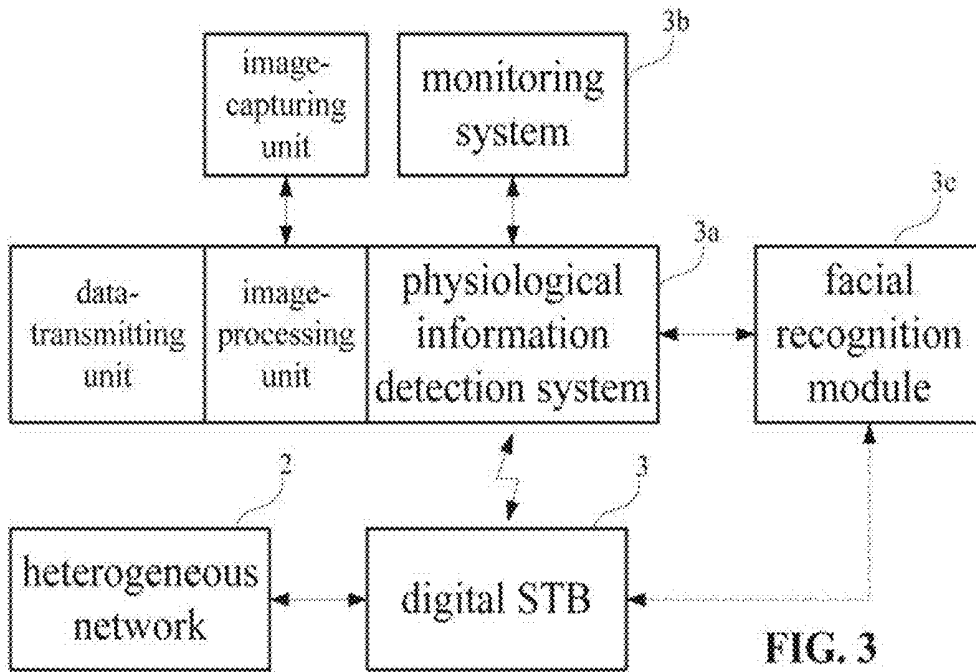 image-
capturing
unit
monitoring
system
3b
data-
transmitting
unit
image-
processing
unit
physiological
information
detection system
3a
facial
recognition
module
3e
heterogeneous
network
2
digital STB
3
FIG. 3